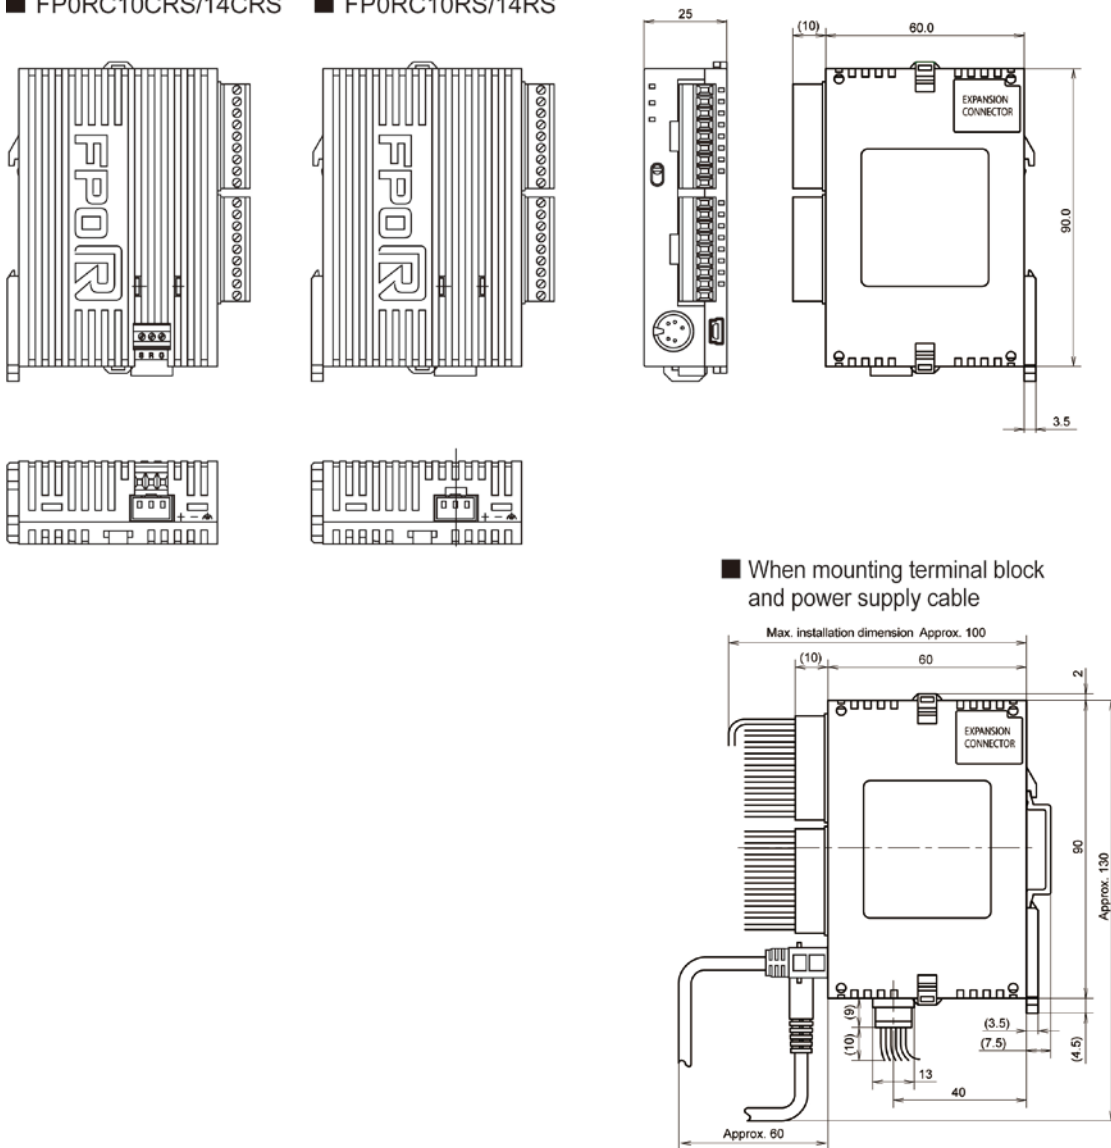 ■ FP0RC10CRS/14CRS
■ FP0RC10RS/14RS
25
(10)
60.0
EXPANSION
CONNECTOR
90.0
3.5
FP0R
FP0R
S R G
+ -
+ -
■ When mounting terminal block
and power supply cable
Max. installation dimension Approx. 100
(10)
60
2
EXPANSION
CONNECTOR
90
Approx. 130
(9)
(10)
(3.5)
(7.5)
(4.5)
13
40
Approx. 60